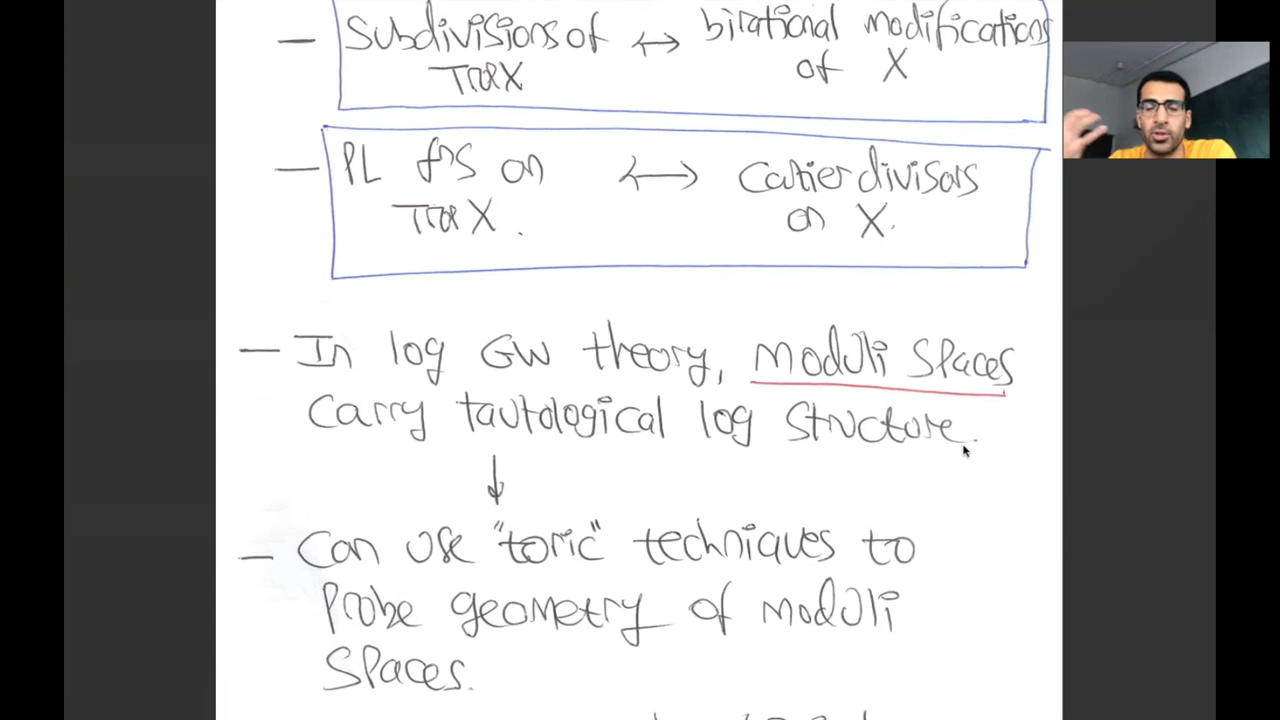 — Subdivisions of ↔ birational modifications
Trop X of X
— PL fns on ↔ Cartier divisors
Trop X. on X.
— In log GW theory, Moduli Spaces
Carry tautological log Structure.
↓
— Can use "toric" techniques to
Probe geometry of moduli
Spaces.